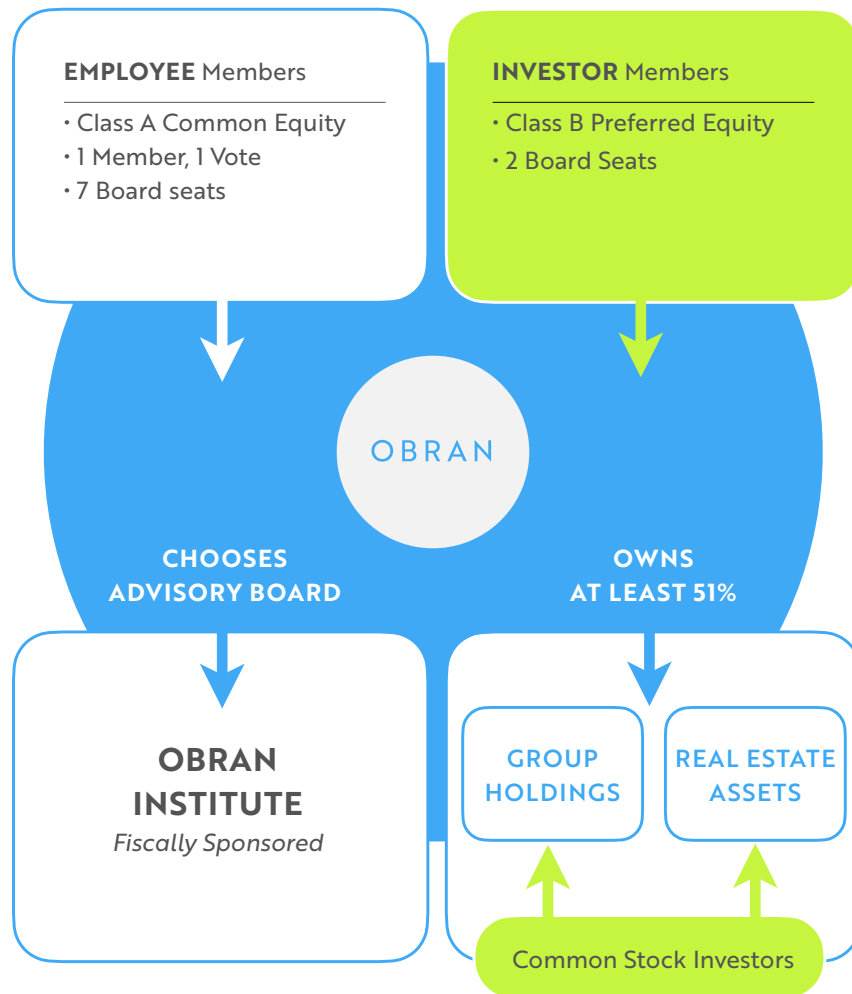 EMPLOYEE Members
• Class A Common Equity
• 1 Member, 1 Vote
• 7 Board seats
INVESTOR Members
• Class B Preferred Equity
• 2 Board Seats
OBRAN
CHOOSES
ADVISORY BOARD
OWNS
AT LEAST 51%
OBRAN
INSTITUTE
Fiscally Sponsored
GROUP
HOLDINGS
REAL ESTATE
ASSETS
Common Stock Investors